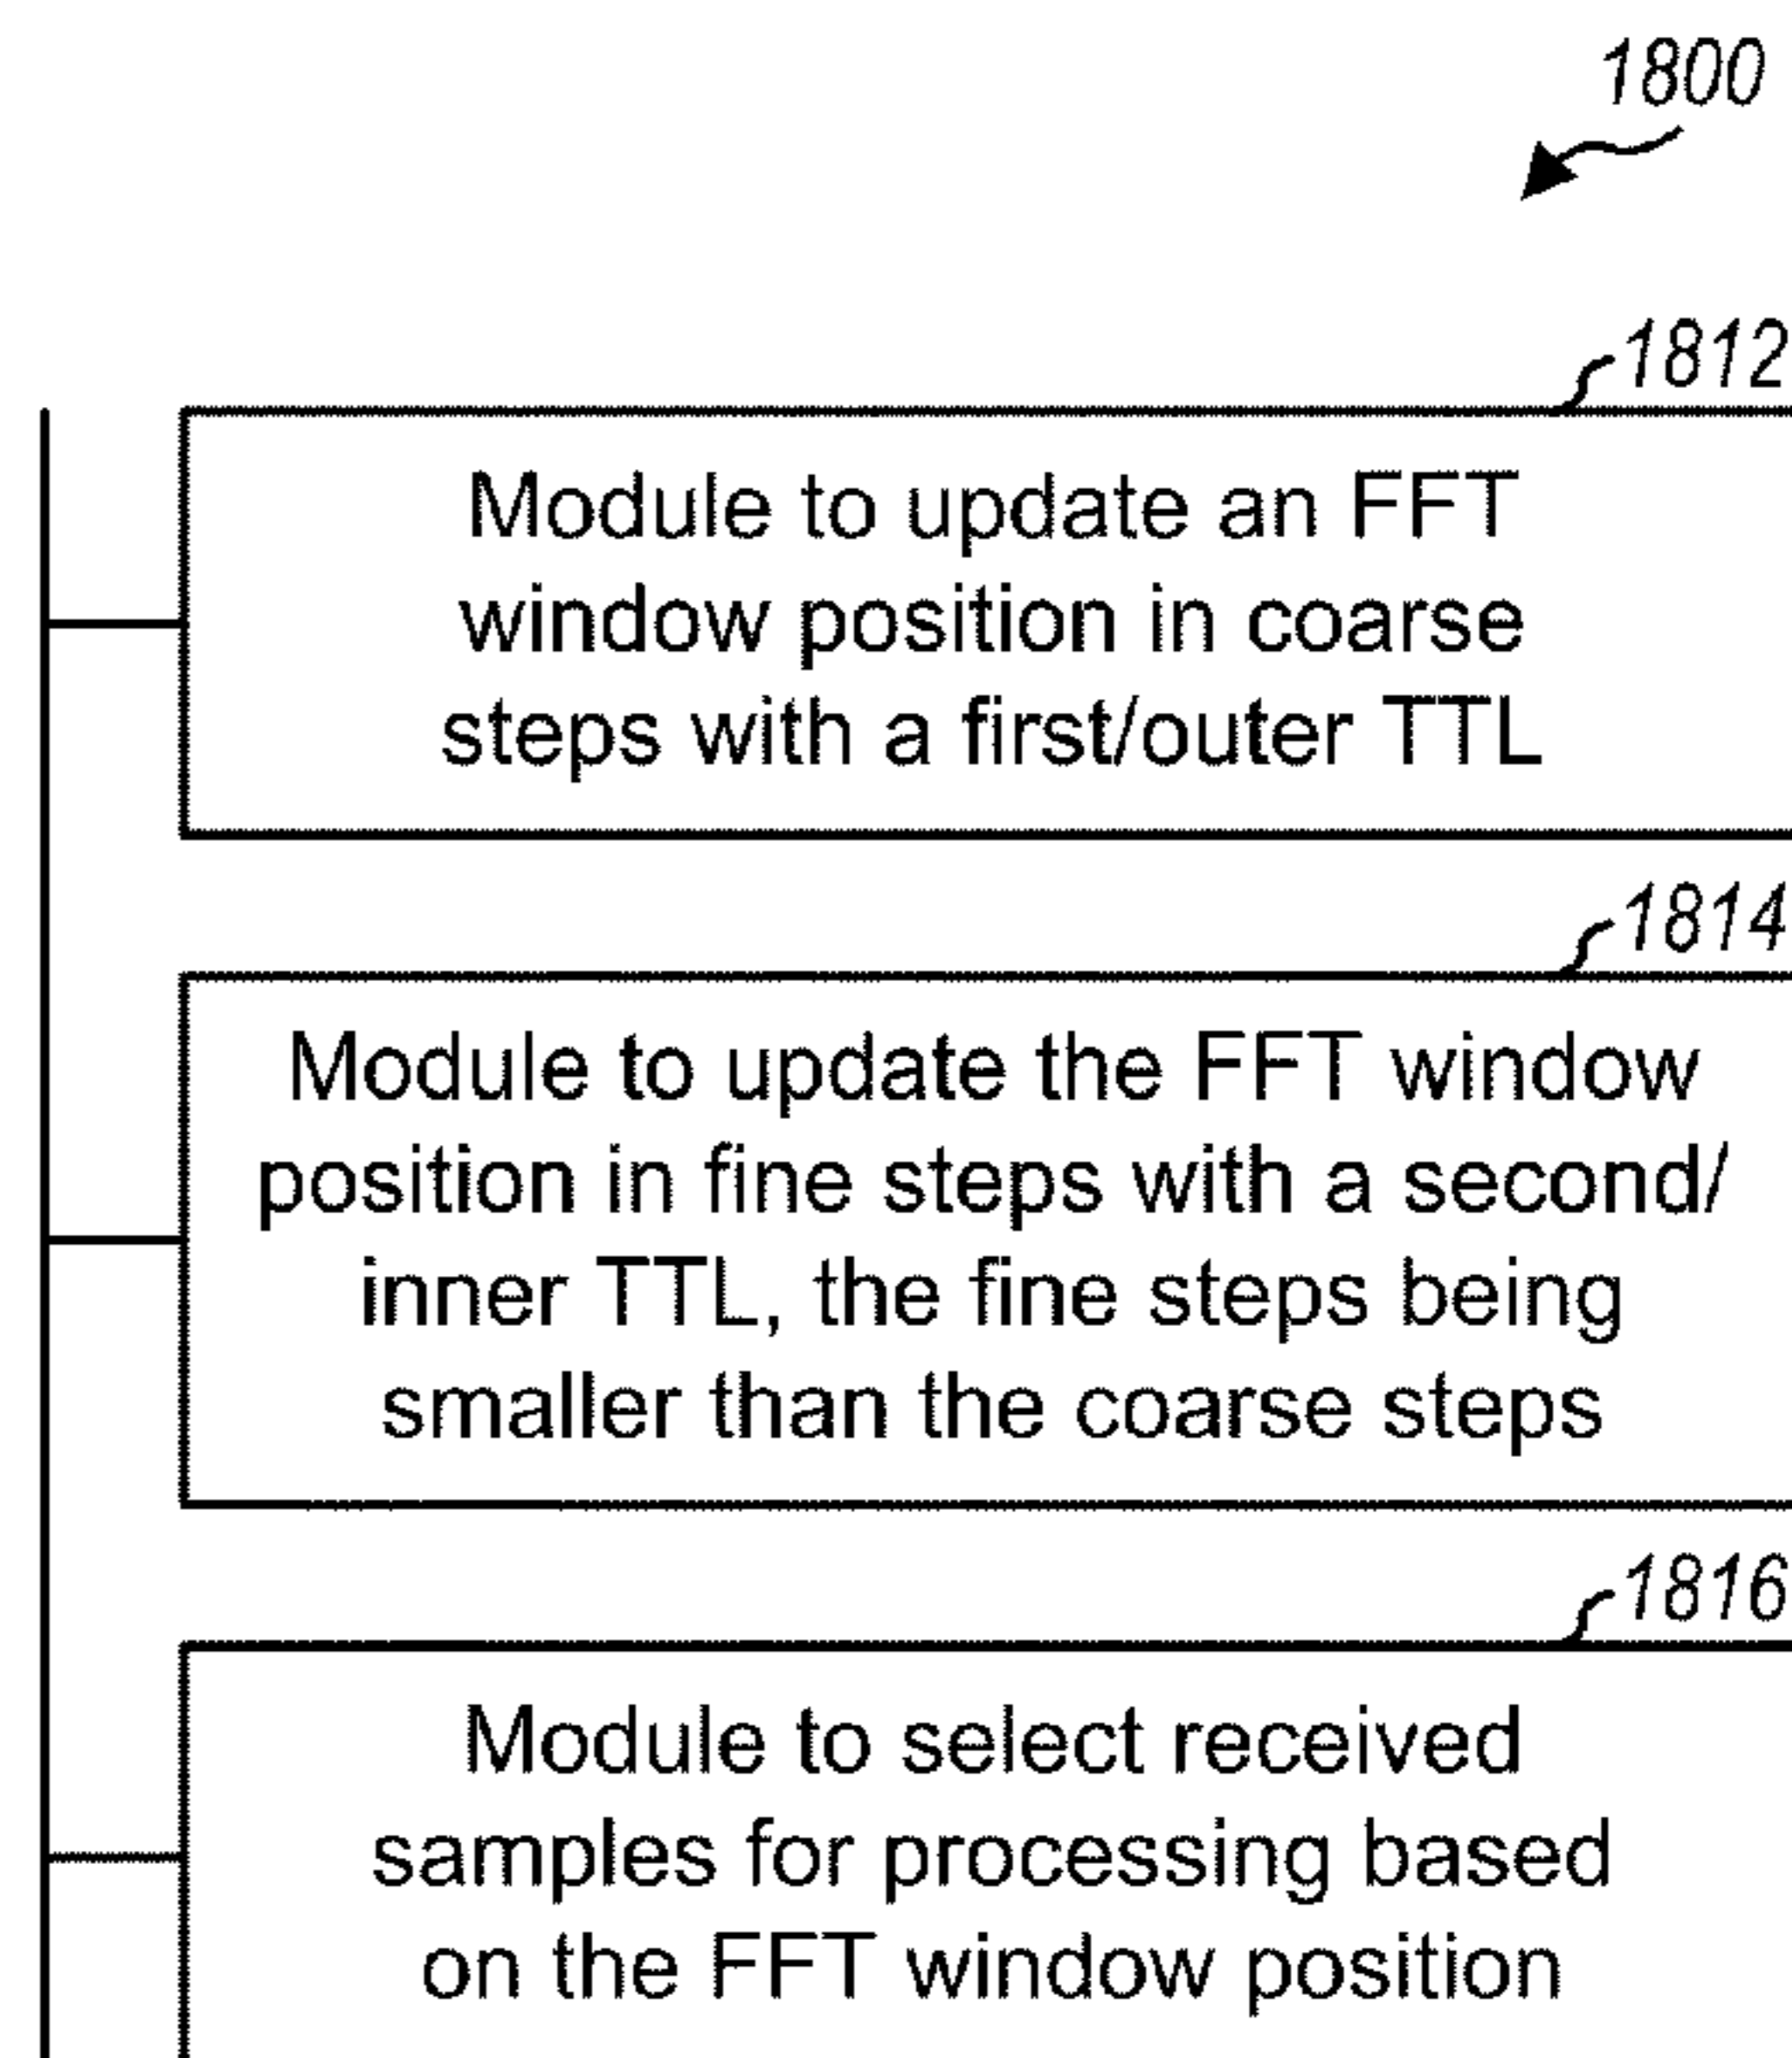 1800
1812
Module to update an FFT
window position in coarse
steps with a first/outer TTL
1814
Module to update the FFT window
position in fine steps with a second/
inner TTL, the fine steps being
smaller than the coarse steps
1816
Module to select received
samples for processing based
on the FFT window position